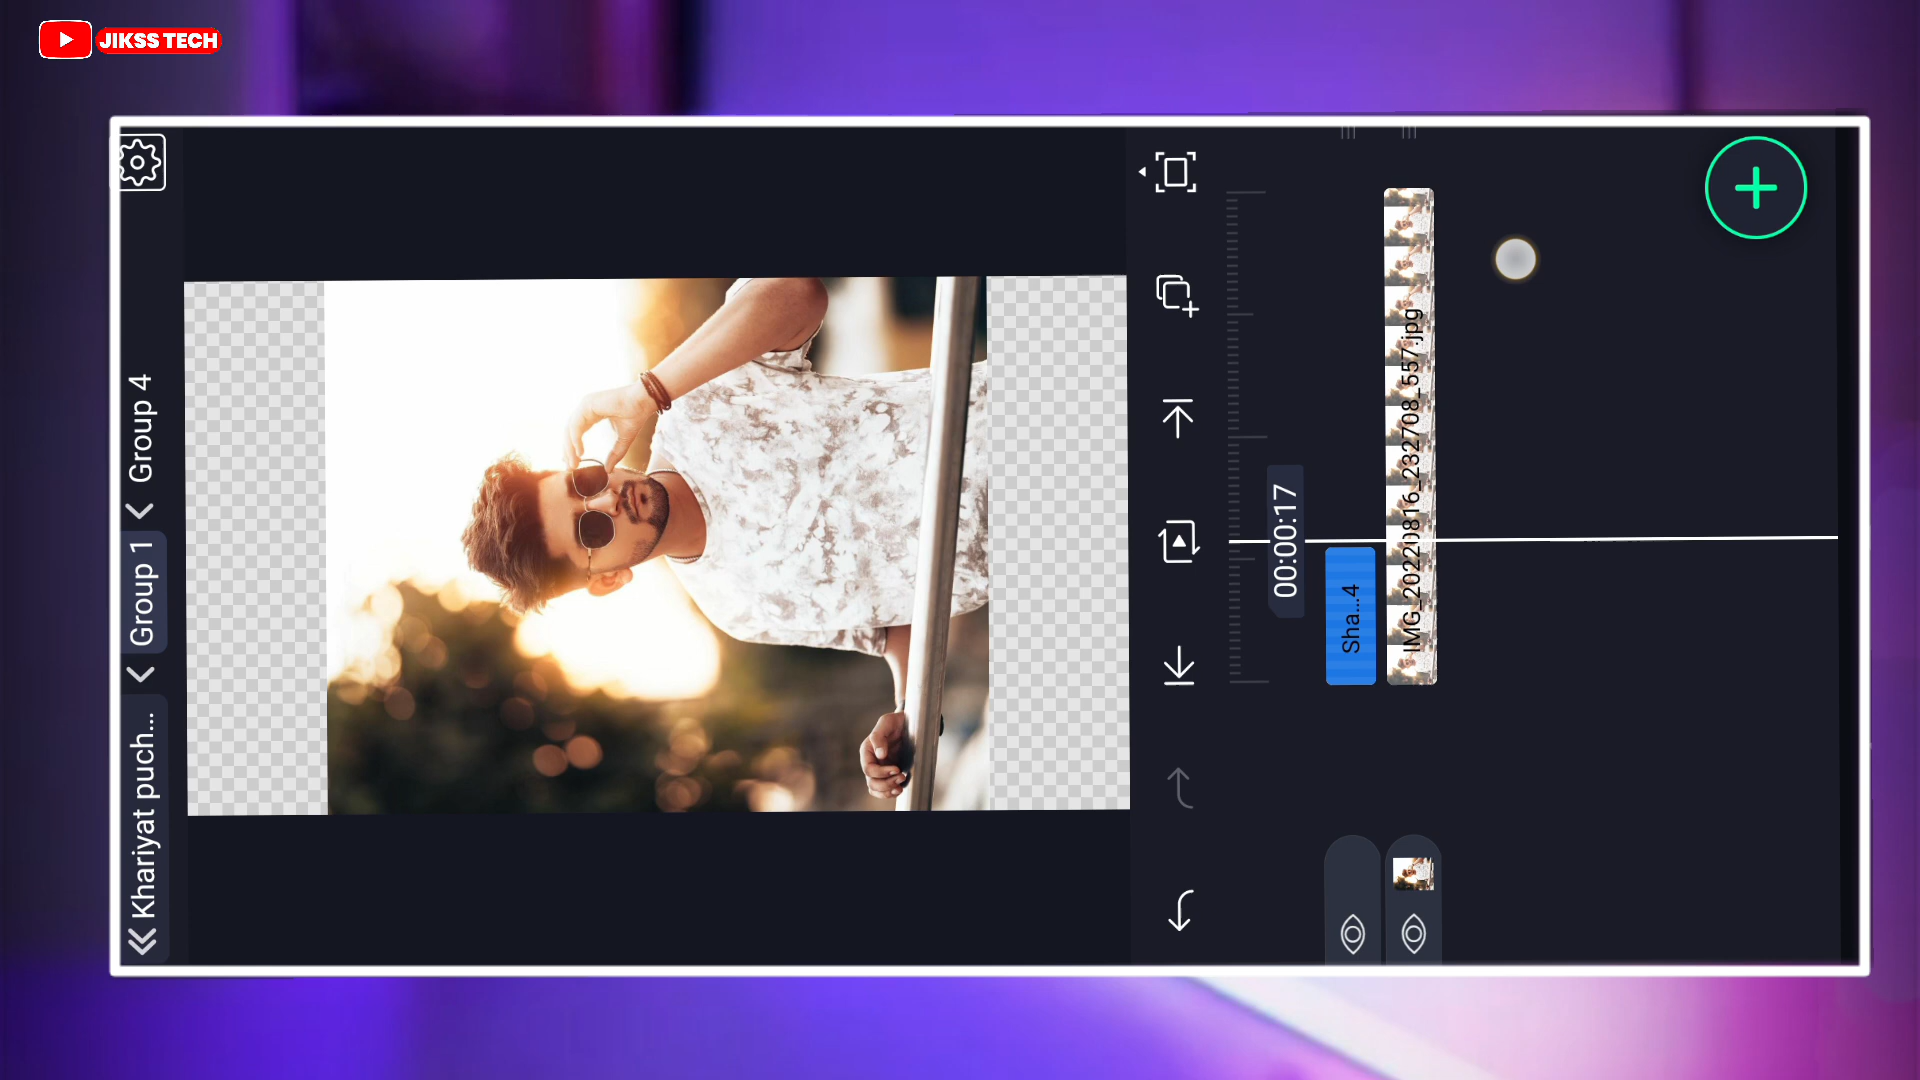 JIKSS TECH
Khariyat puch...
Group 1
Group 4
00:00:17
Sha...4
IMG_20220816_232708_557.jpg